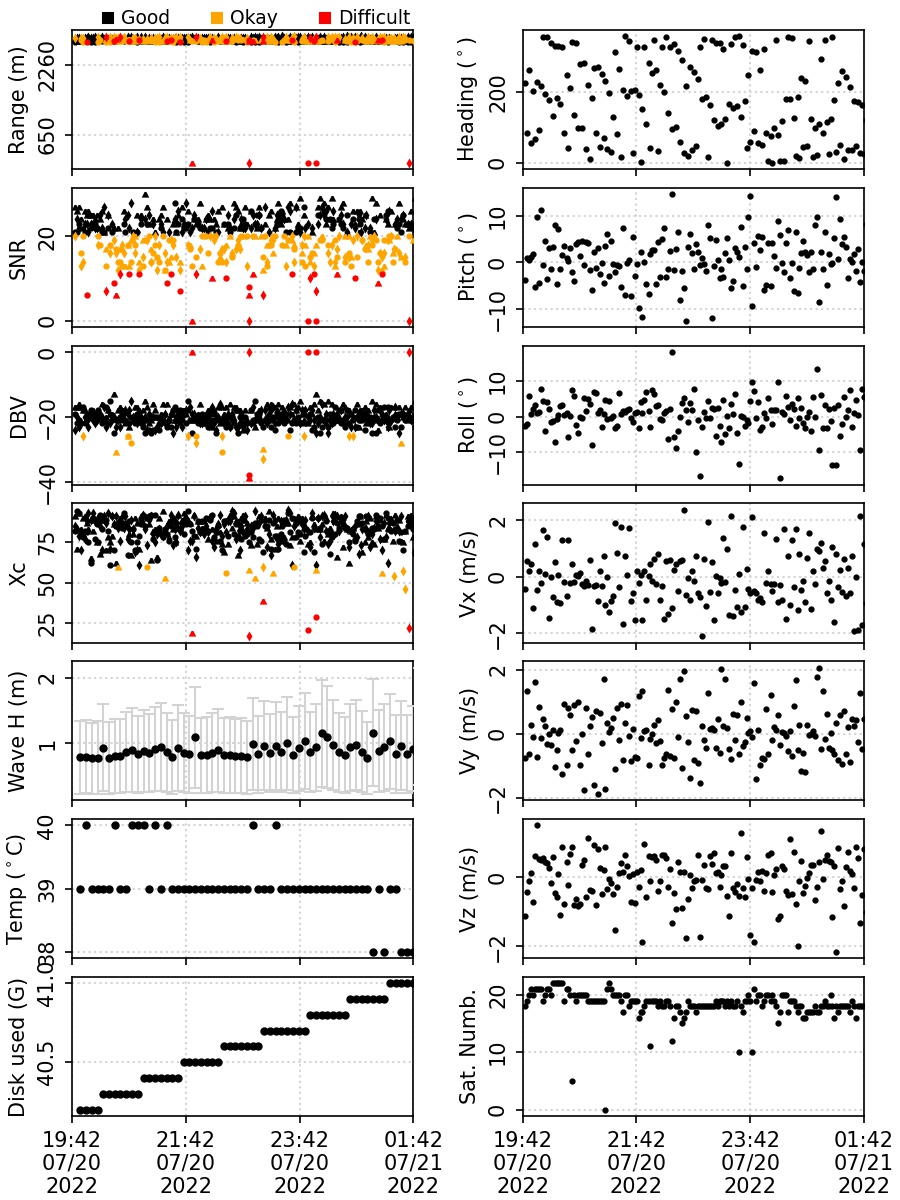 Good Okay Difficult
Range (m)
2260
650
Heading (°)
200
0
SNR
20
0
Pitch (°)
10
0
−10
DBV
0
−20
−40
Roll (°)
10
0
−10
Xc
75
50
25
Vx (m/s)
2
0
−2
Wave H (m)
2
1
Vy (m/s)
2
0
−2
Temp (°C)
40
39
38
Vz (m/s)
0
−2
Disk used (G)
41.0
40.5
Sat. Numb.
20
10
0
19:42 21:42 23:42 01:42
07/20 07/20 07/20 07/21
2022 2022 2022 2022
19:42 21:42 23:42 01:42
07/20 07/20 07/20 07/21
2022 2022 2022 2022